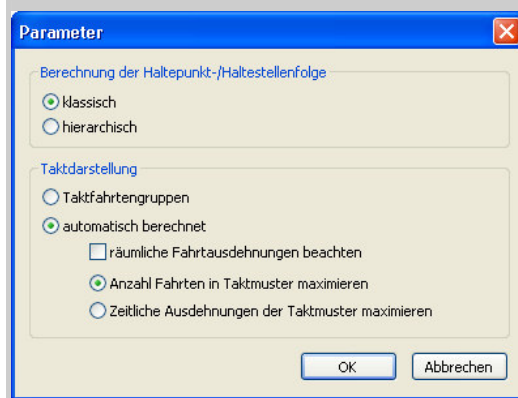 Parameter
Berechnung der Haltepunkt-/Haltestellenfolge
klassisch
hierarchisch
Taktdarstellung
Taktfahrtengruppen
automatisch berechnet
räumliche Fahrtausdehnungen beachten
Anzahl Fahrten in Taktmuster maximieren
Zeitliche Ausdehnungen der Taktmuster maximieren
OK Abbrechen